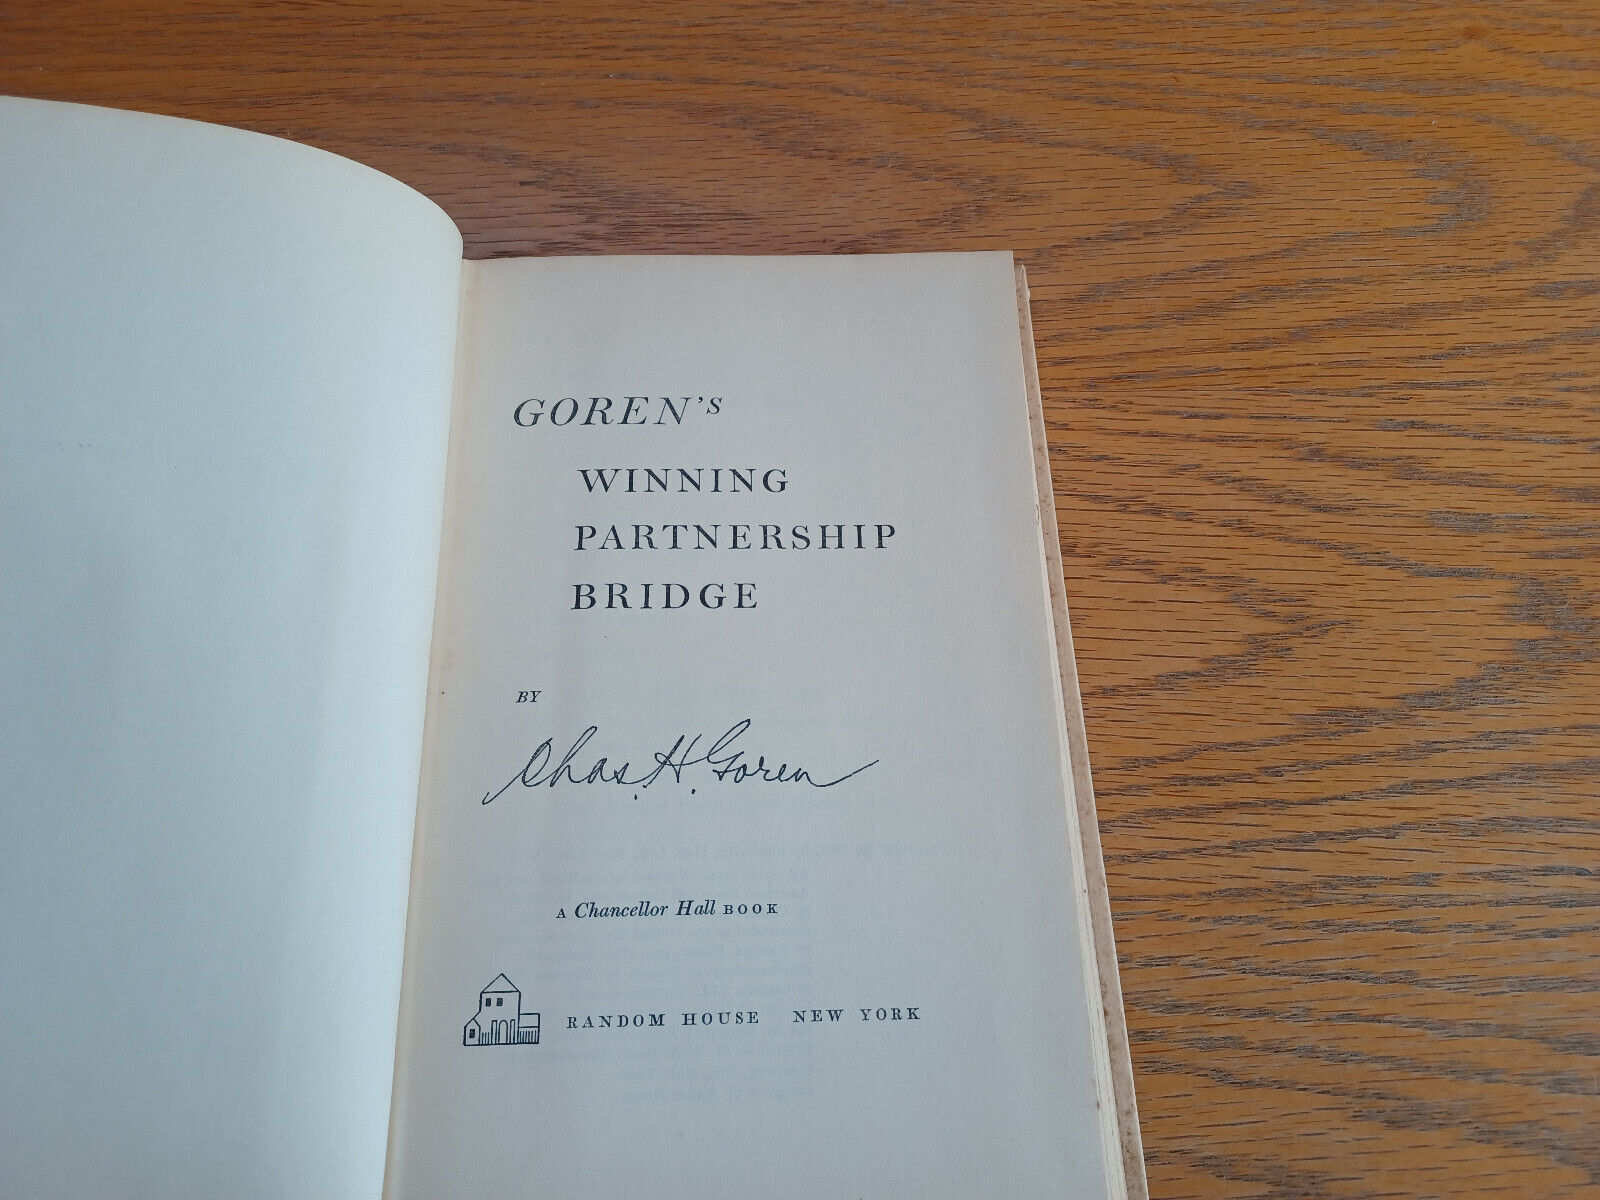 GOREN's
WINNING
PARTNERSHIP
BRIDGE
BY
Chas. H. Goren
A Chancellor Hall BOOK
RANDOM HOUSE NEW YORK